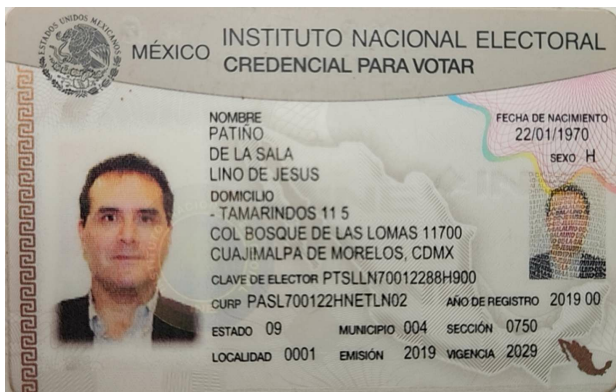 ESTADOS UNIDOS MEXICANOS
MÉXICO INSTITUTO NACIONAL ELECTORAL
CREDENCIAL PARA VOTAR
NOMBRE
PATIÑO
DE LA SALA
LINO DE JESUS
FECHA DE NACIMIENTO
22/01/1970
SEXO H
DOMICILIO
- TAMARINDOS 11 5
COL BOSQUE DE LAS LOMAS 11700
CUAJIMALPA DE MORELOS, CDMX
CLAVE DE ELECTOR PTSLLN70012288H900
CURP PASL700122HNETLN02 AÑO DE REGISTRO 2019 00
ESTADO 09 MUNICIPIO 004 SECCIÓN 0750
LOCALIDAD 0001 EMISIÓN 2019 VIGENCIA 2029